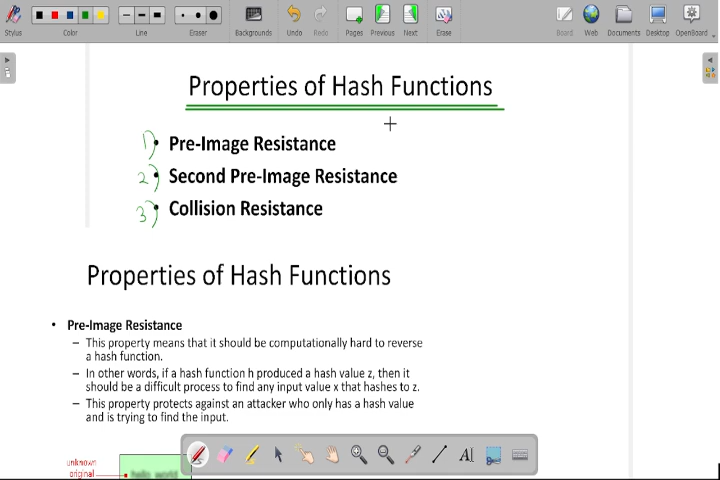 Stylus
Color
Line
Eraser
Backgrounds
Undo
Redo
Pages
Previous
Next
Erase
Board
Web
Documents
Desktop
OpenBoard
Properties of Hash Functions
1) • Pre-Image Resistance
2) • Second Pre-Image Resistance
3) • Collision Resistance
Properties of Hash Functions
• Pre-Image Resistance
– This property means that it should be computationally hard to reverse
a hash function.
– In other words, if a hash function h produced a hash value z, then it
should be a difficult process to find any input value x that hashes to z.
– This property protects against an attacker who only has a hash value
and is trying to find the input.
unknown
original
hello world